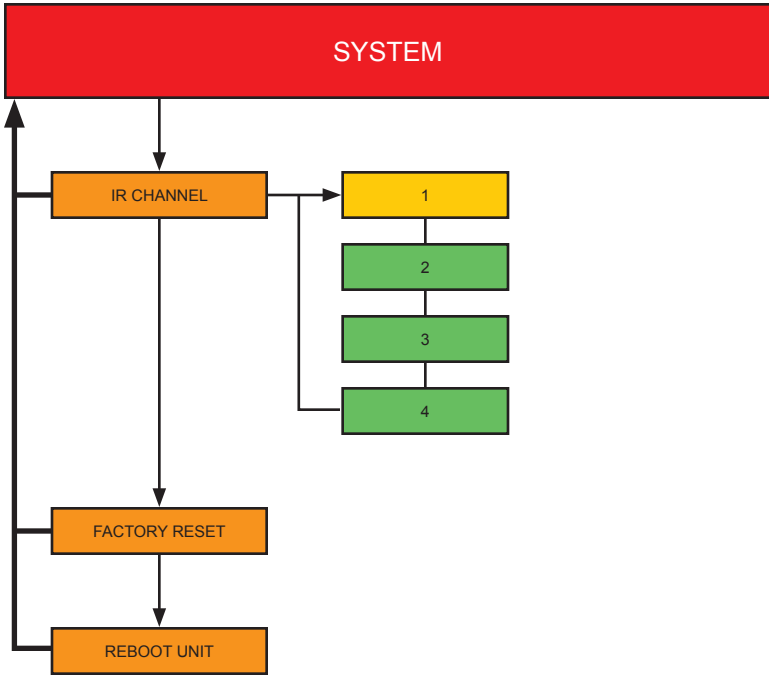 SYSTEM
IR CHANNEL
1
2
3
4
FACTORY RESET
REBOOT UNIT